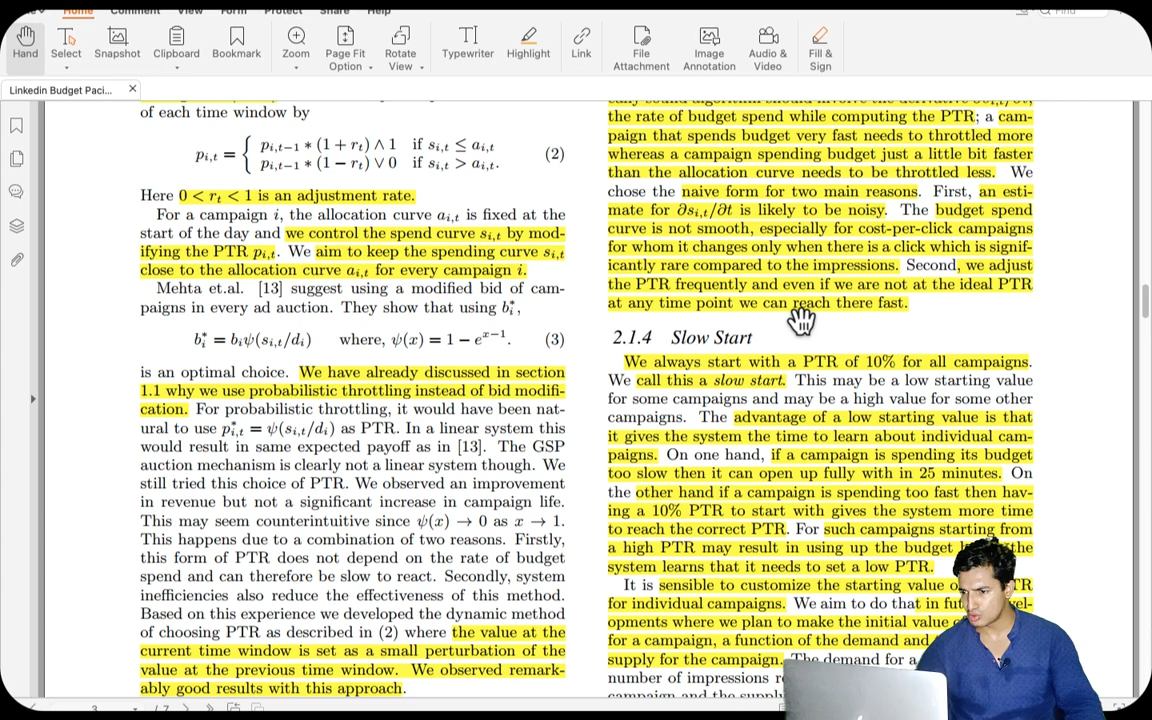 Home Comment View Form Protect Share Help
Find
Hand
Select
Snapshot
Clipboard
Bookmark
Zoom
Page Fit Option
Rotate View
Typewriter
Highlight
Link
File Attachment
Image Annotation
Audio & Video
Fill & Sign
Linkedin Budget Paci...
of each time window by
p_{i,t} = { p_{i,t−1} ∗ (1 + r_t) ∧ 1 if s_{i,t} ≤ a_{i,t}
p_{i,t−1} ∗ (1 − r_t) ∨ 0 if s_{i,t} > a_{i,t}. (2)
Here 0 < r_t < 1 is an adjustment rate.
For a campaign i, the allocation curve a_{i,t} is fixed at the
start of the day and we control the spend curve s_{i,t} by mod-
ifying the PTR p_{i,t}. We aim to keep the spending curve s_{i,t}
close to the allocation curve a_{i,t} for every campaign i.
Mehta et.al. [13] suggest using a modified bid of cam-
paigns in every ad auction. They show that using b_i^*,
b_i^* = b_iψ(s_{i,t}/d_i) where, ψ(x) = 1 − e^{x−1}. (3)
is an optimal choice. We have already discussed in section
1.1 why we use probabilistic throttling instead of bid modifi-
cation. For probabilistic throttling, it would have been nat-
ural to use p_{i,t}^* = ψ(s_{i,t}/d_i) as PTR. In a linear system this
would result in same expected payoff as in [13]. The GSP
auction mechanism is clearly not a linear system though. We
still tried this choice of PTR. We observed an improvement
in revenue but not a significant increase in campaign life.
This may seem counterintuitive since ψ(x) → 0 as x → 1.
This happens due to a combination of two reasons. Firstly,
this form of PTR does not depend on the rate of budget
spend and can therefore be slow to react. Secondly, system
inefficiencies also reduce the effectiveness of this method.
Based on this experience we developed the dynamic method
of choosing PTR as described in (2) where the value at the
current time window is set as a small perturbation of the
value at the previous time window. We observed remark-
ably good results with this approach.
the rate of budget spend while computing the PTR; a cam-
paign that spends budget very fast needs to throttled more
whereas a campaign spending budget just a little bit faster
than the allocation curve needs to be throttled less. We
chose the naive form for two main reasons. First, an esti-
mate for ∂s_{i,t}/∂t is likely to be noisy. The budget spend
curve is not smooth, especially for cost-per-click campaigns
for whom it changes only when there is a click which is signif-
icantly rare compared to the impressions. Second, we adjust
the PTR frequently and even if we are not at the ideal PTR
at any time point we can reach there fast.
2.1.4 Slow Start
We always start with a PTR of 10% for all campaigns.
We call this a slow start. This may be a low starting value
for some campaigns and may be a high value for some other
campaigns. The advantage of a low starting value is that
it gives the system the time to learn about individual cam-
paigns. On one hand, if a campaign is spending its budget
too slow then it can open up fully with in 25 minutes. On
the other hand if a campaign is spending too fast then hav-
ing a 10% PTR to start with gives the system more time
to reach the correct PTR. For such campaigns starting from
a high PTR may result in using up the budget the
system learns that it needs to set a low PTR.
It is sensible to customize the starting value TR
for individual campaigns. We aim to do that in fut vel-
opments where we plan to make the initial value
for a campaign, a function of the demand and
supply for the campaign. The demand for a
number of impressions
3 / 7